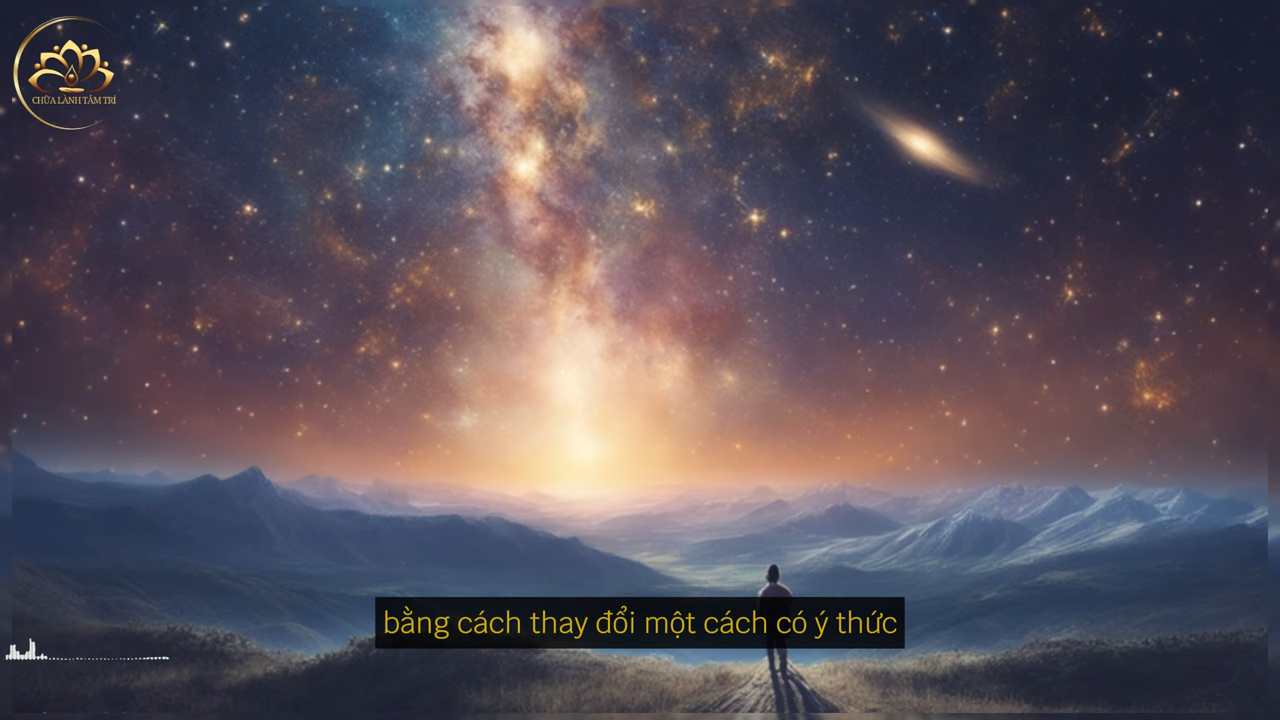 CHỮA LÀNH TÂM TRÍ
bằng cách thay đổi một cách có ý thức